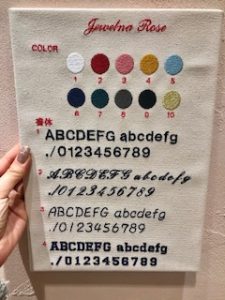 Jewelna Rose
COLOR
1 2 3 4 5
6 7 8 9 10
書体
1 ABCDEFG abcdefg
./0123456789
2 ABCDEFG abcdefg
./0123456789
3 ABCDEFG abcdefg
./0123456789
4 ABCDEFG abcdefg
./0123456789